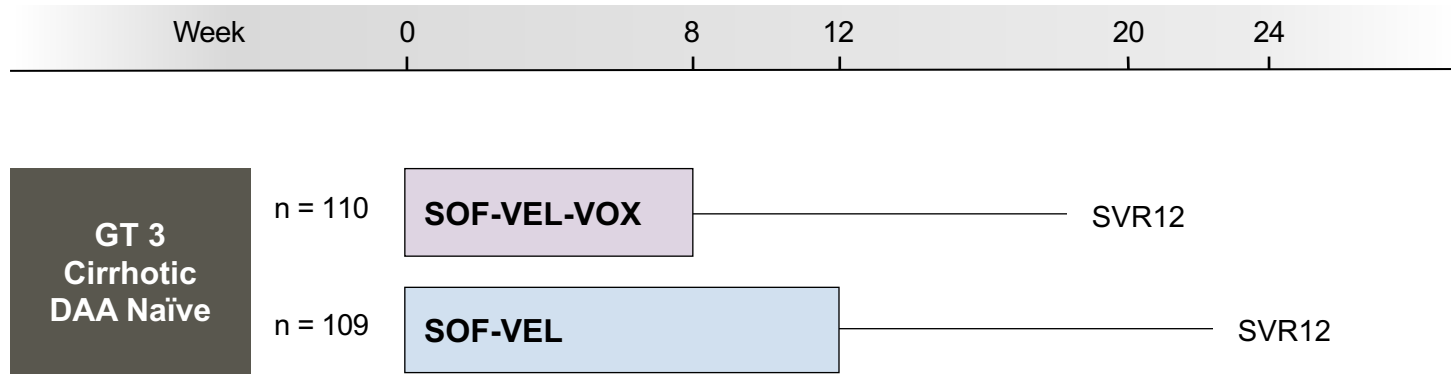 Week 0 8 12 20 24
GT 3
Cirrhotic
DAA Naïve
n = 110 SOF-VEL-VOX SVR12
n = 109 SOF-VEL SVR12